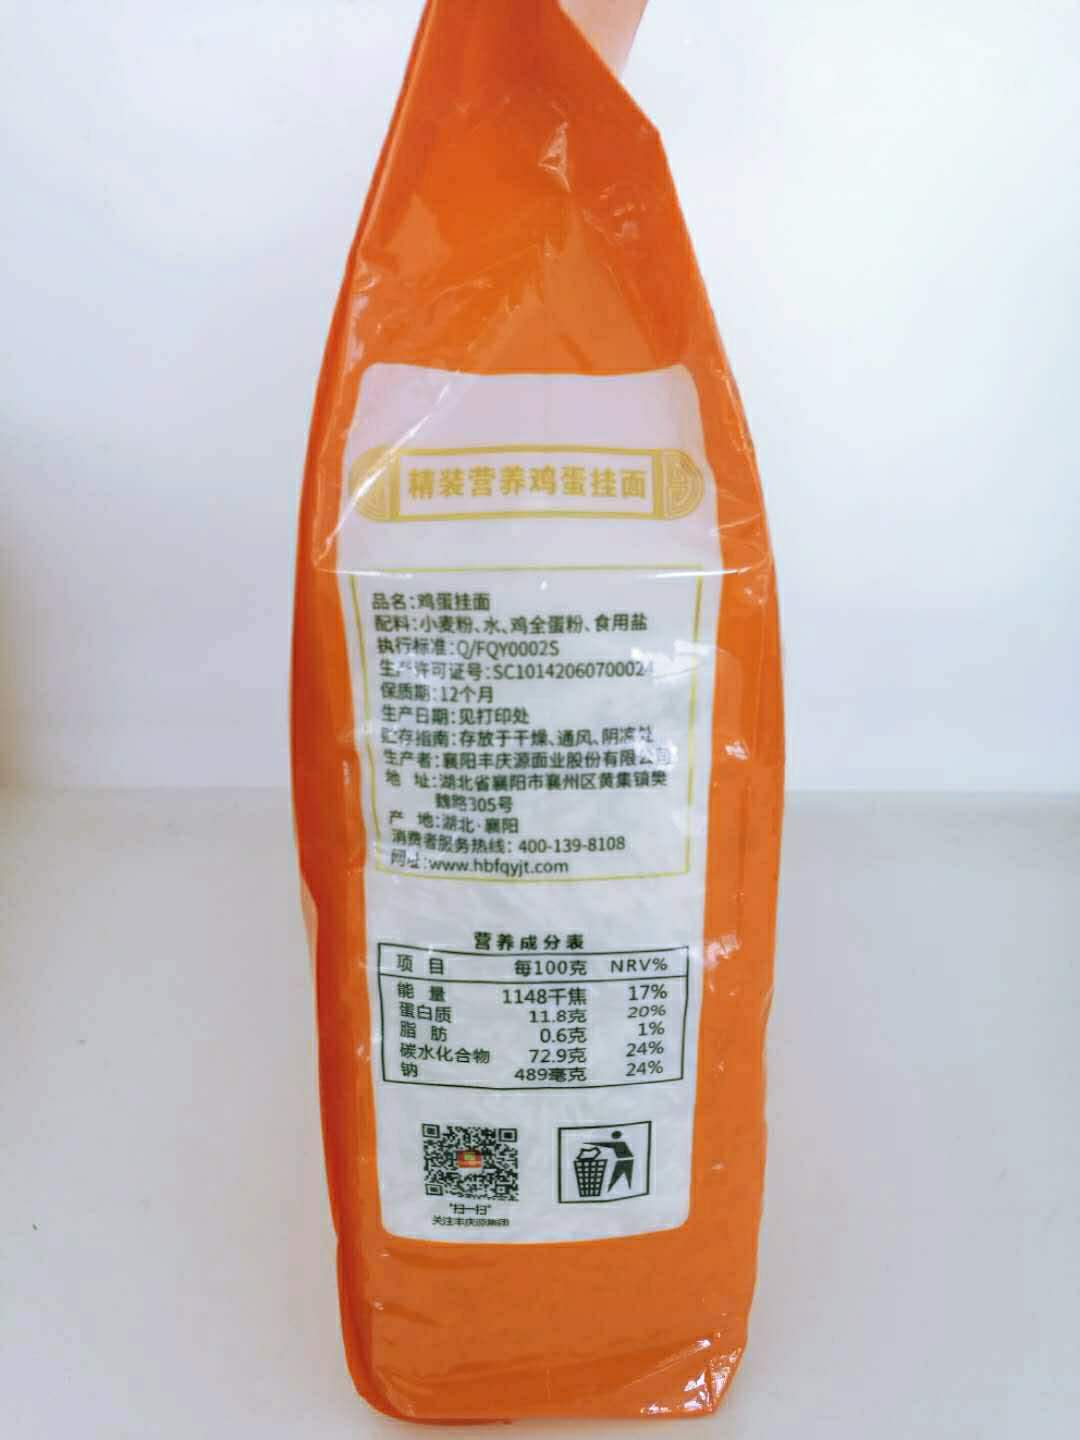 精装营养鸡蛋挂面
品名:鸡蛋挂面
配料:小麦粉、水、鸡全蛋粉、食用盐
执行标准:Q/FQY0002S
生产许可证号:SC10142060700024
保质期:12个月
生产日期:见打印处
贮存指南:存放于干燥、通风、阴凉处
生产者:襄阳丰庆源面业股份有限公司
地 址:湖北省襄阳市襄州区黄集镇樊
魏路305号
产 地:湖北·襄阳
消费者服务热线: 400-139-8108
网址:www.hbfqyjt.com
营养成分表
项 目 每100克 NRV%
能 量 1148千焦 17%
蛋白质 11.8克 20%
脂 肪 0.6克 1%
碳水化合物 72.9克 24%
钠 489毫克 24%
"扫一扫"
关注丰庆源集团